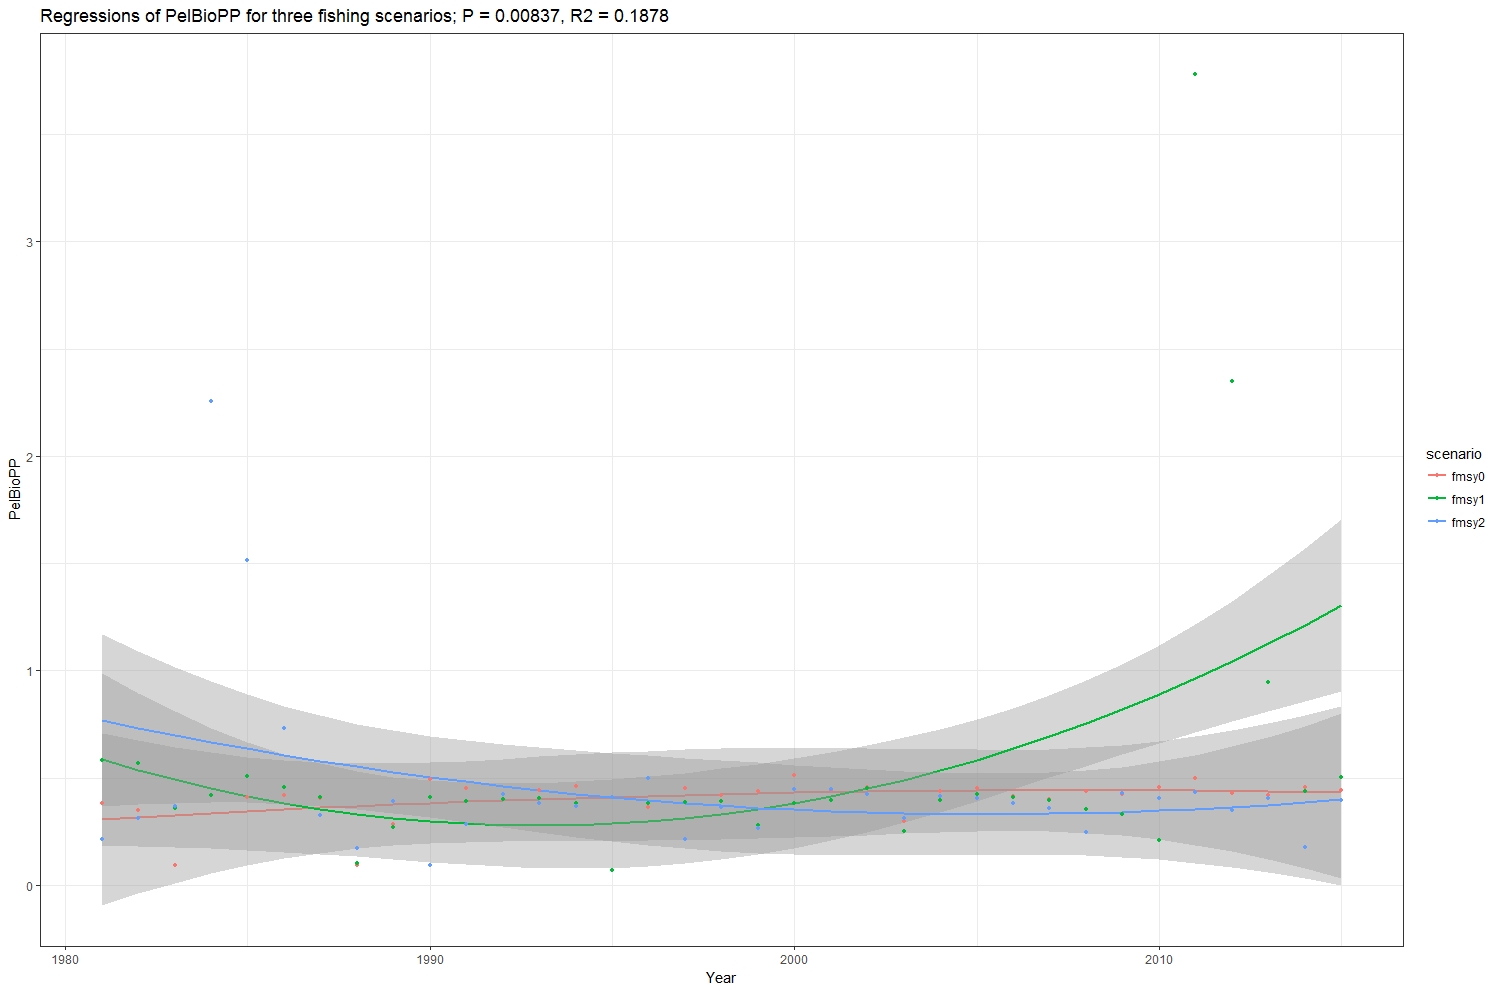 Regressions of PelBioPP for three fishing scenarios; P = 0.00837, R2 = 0.1878
3
2
1
0
PelBioPP
1980
1990
2000
2010
Year
scenario
fmsy0
fmsy1
fmsy2